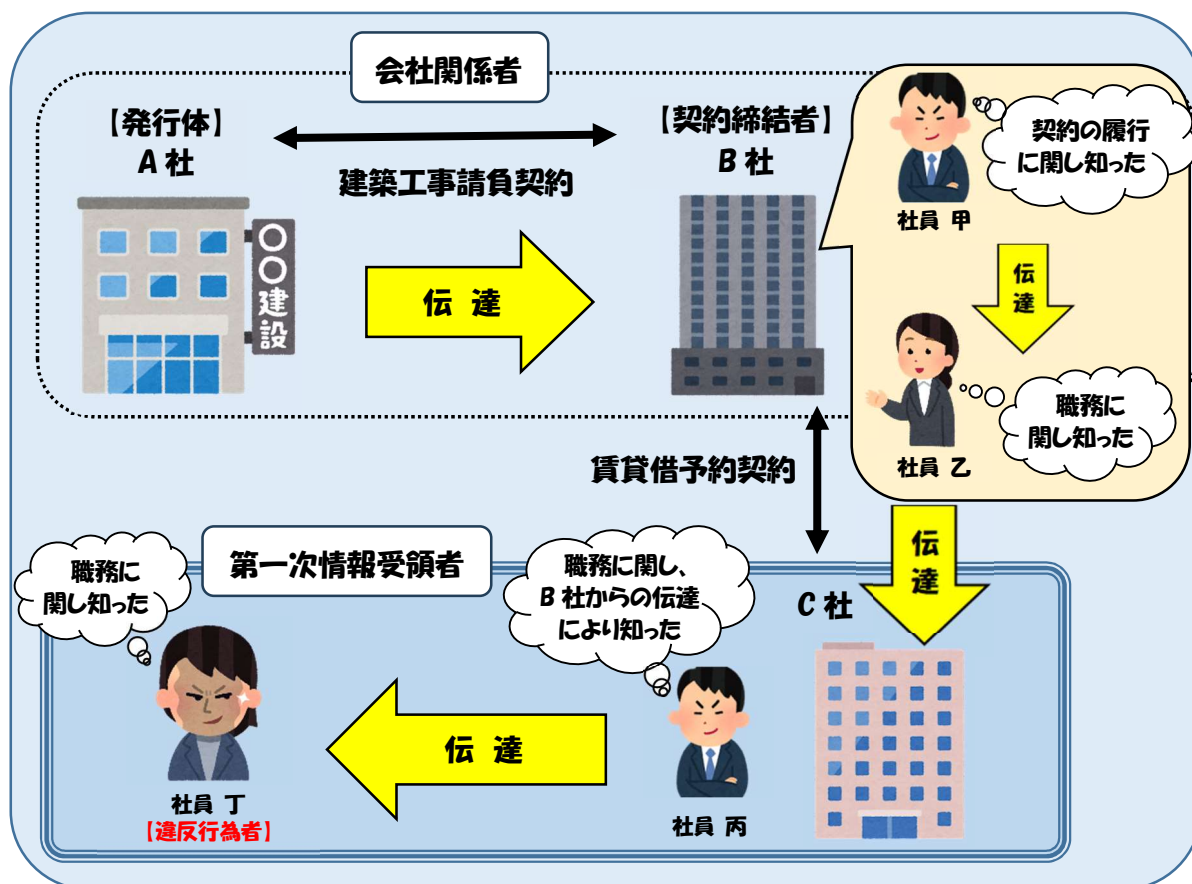 会社関係者
【発行体】
A 社
建築工事請負契約
【契約締結者】
B 社
〇〇建設
伝 達
契約の履行
に関し知った
社員 甲
伝達
職務に
関し知った
社員 乙
賃貸借予約契約
伝達
第一次情報受領者
職務に
関し知った
職務に関し、
B 社からの伝達
により知った
C 社
伝 達
社員 丁
【違反行為者】
社員 丙